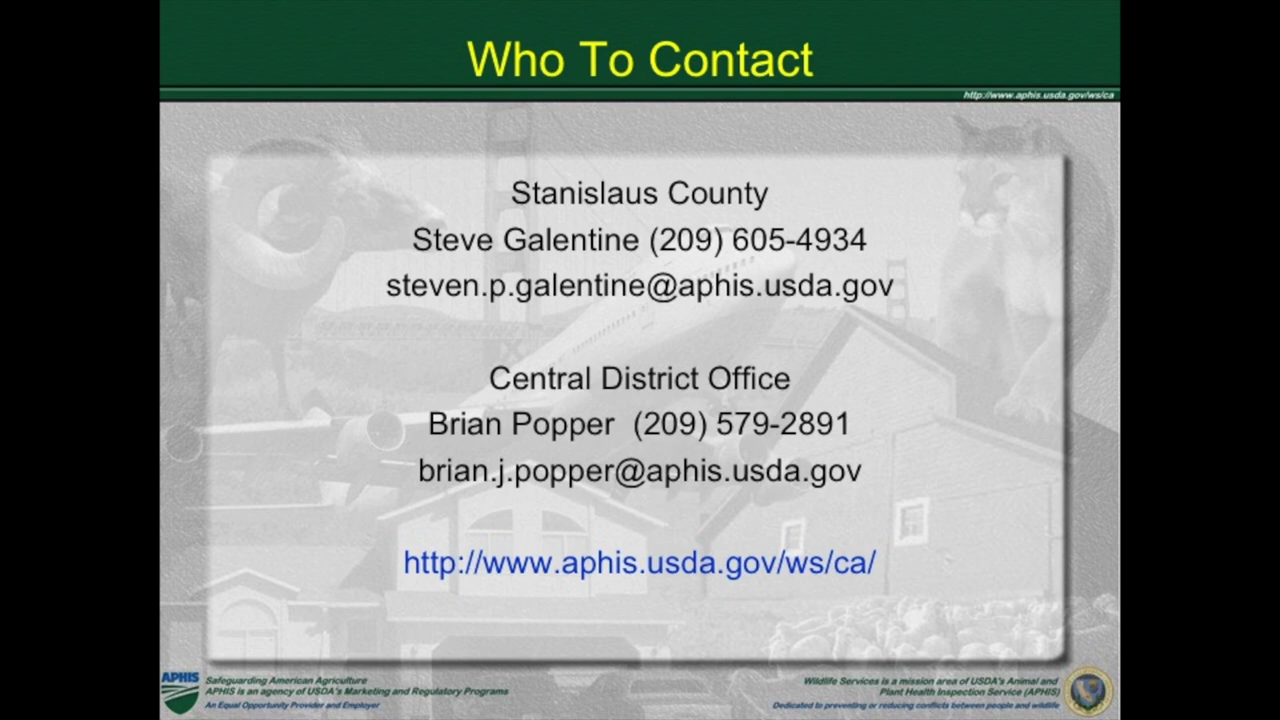 Who To Contact
http://www.aphis.usda.gov/ws/ca
Stanislaus County
Steve Galentine (209) 605-4934
steven.p.galentine@aphis.usda.gov
Central District Office
Brian Popper (209) 579-2891
brian.j.popper@aphis.usda.gov
http://www.aphis.usda.gov/ws/ca/
APHIS
Safeguarding American Agriculture
APHIS is an agency of USDA's Marketing and Regulatory Programs
An Equal Opportunity Provider and Employer
Wildlife Services is a mission area of USDA's Animal and
Plant Health Inspection Service (APHIS)
Dedicated to preventing or reducing conflicts between people and wildlife